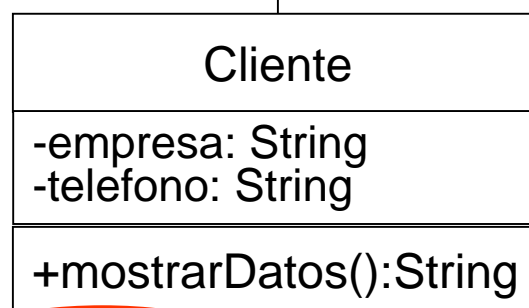 Cliente
-empresa: String
-telefono: String
+mostrarDatos():String